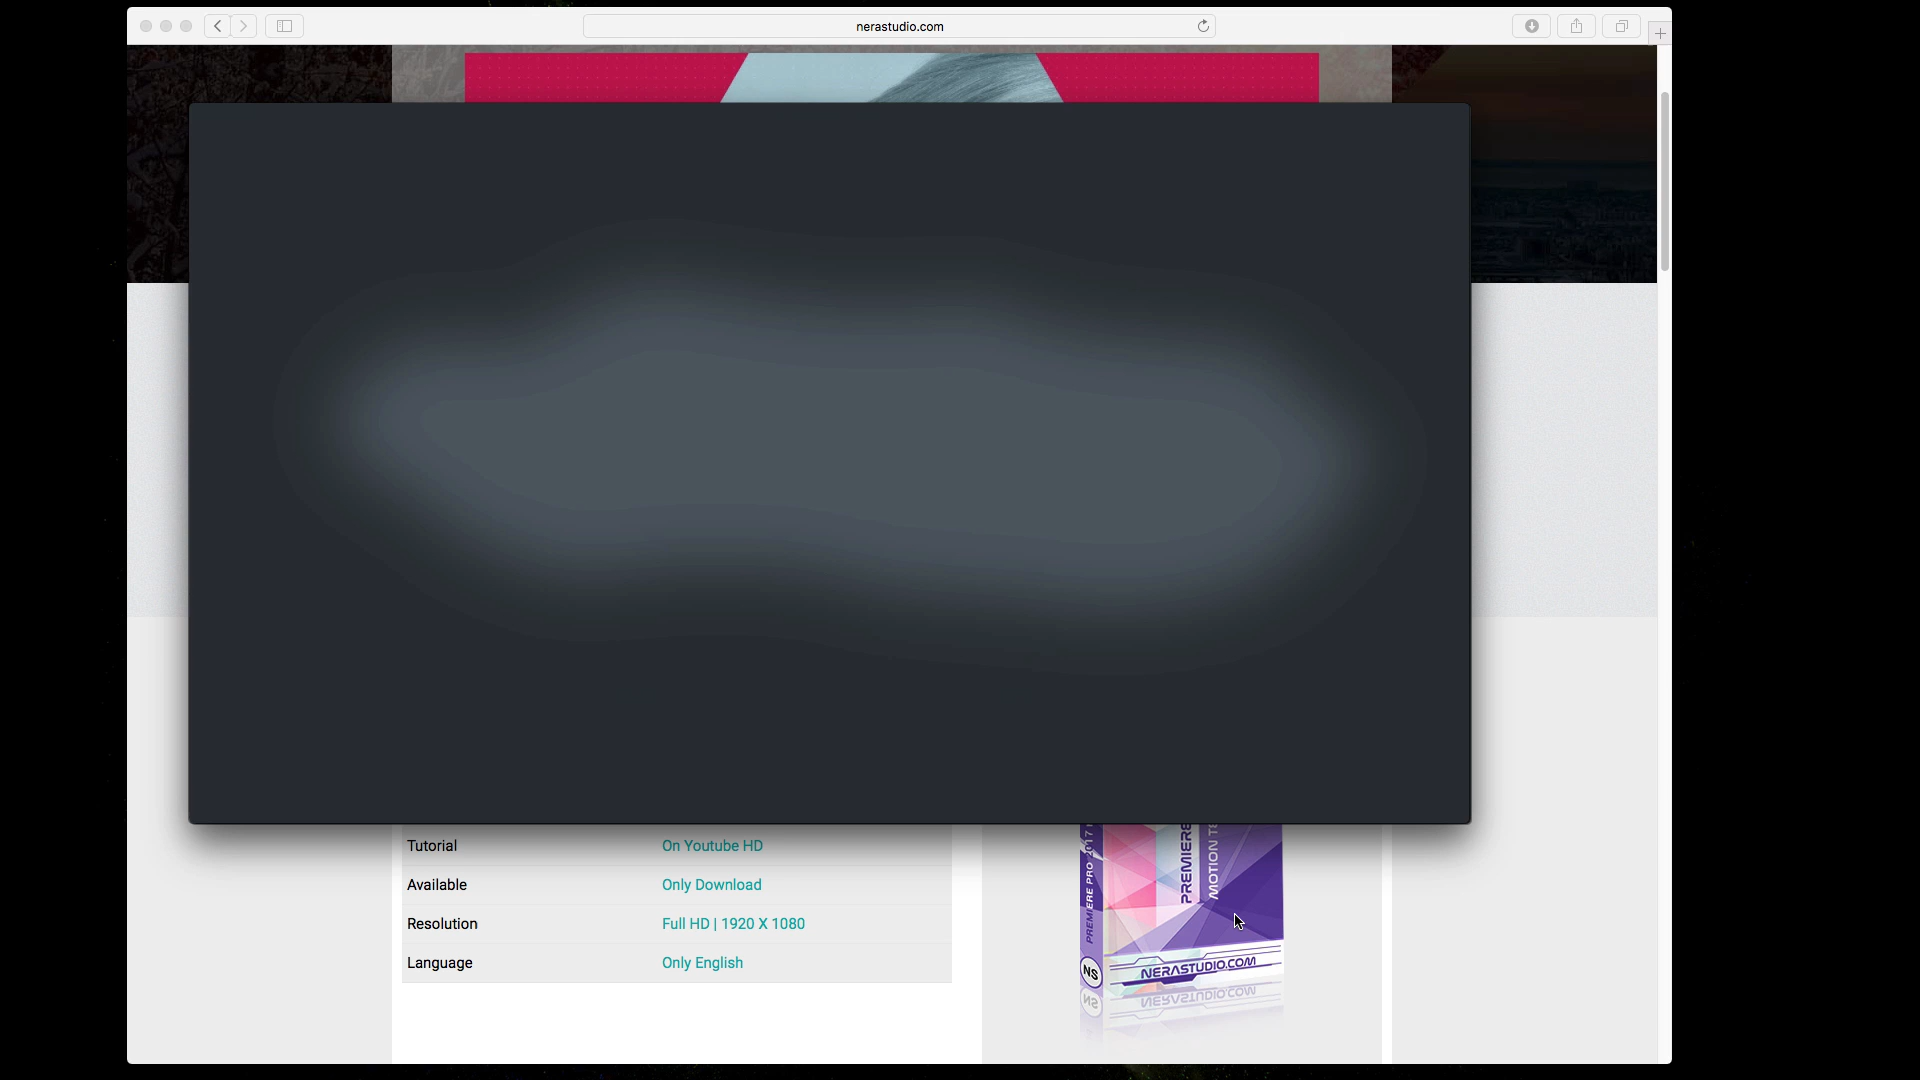 nerastudio.com
Tutorial On Youtube HD
Available Only Download
Resolution Full HD | 1920 X 1080
Language Only English
PREMIERE PRO 2017
PREMIERE
MOTION
NS
NERASTUDIO.COM